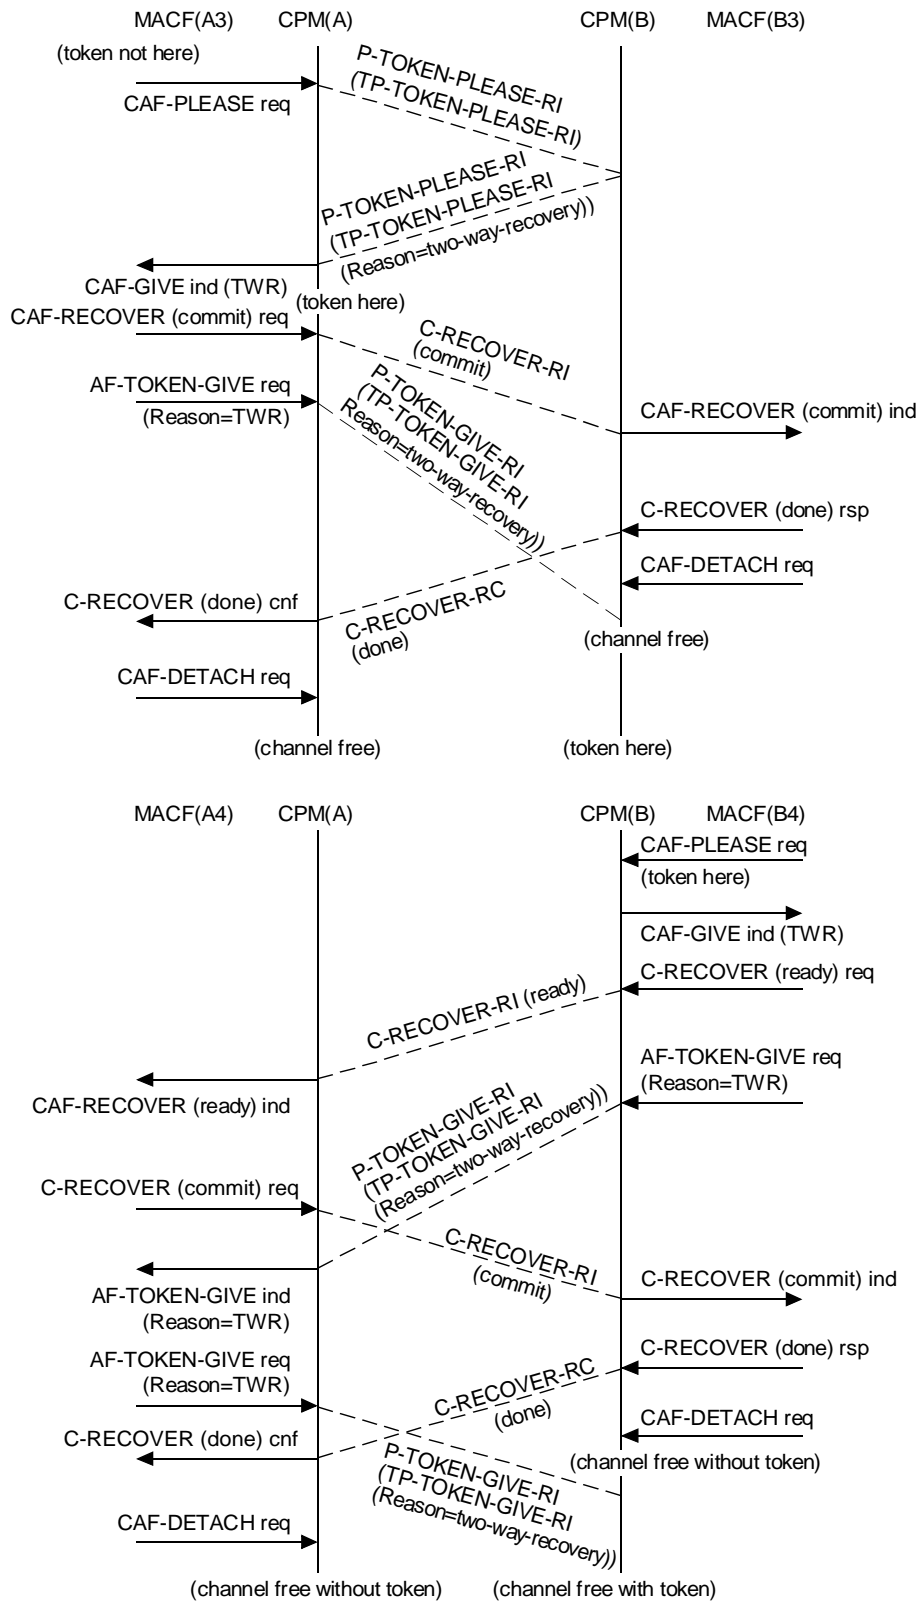 MACF(A3) CPM(A) CPM(B) MACF(B3)
(token not here)
P-TOKEN-PLEASE-RI
(TP-TOKEN-PLEASE-RI)
CAF-PLEASE req
P-TOKEN-PLEASE-RI
(TP-TOKEN-PLEASE-RI
(Reason=two-way-recovery))
CAF-GIVE ind (TWR)
(token here)
CAF-RECOVER (commit) req
C-RECOVER-RI
(commit)
AF-TOKEN-GIVE req
(Reason=TWR)
P-TOKEN-GIVE-RI
(TP-TOKEN-GIVE-RI
Reason=two-way-recovery))
CAF-RECOVER (commit) ind
C-RECOVER (done) rsp
CAF-DETACH req
C-RECOVER (done) cnf
C-RECOVER-RC
(done)
(channel free)
CAF-DETACH req
(channel free) (token here)
MACF(A4) CPM(A) CPM(B) MACF(B4)
CAF-PLEASE req
(token here)
CAF-GIVE ind (TWR)
C-RECOVER (ready) req
C-RECOVER-RI (ready)
AF-TOKEN-GIVE req
(Reason=TWR)
CAF-RECOVER (ready) ind
P-TOKEN-GIVE-RI
(TP-TOKEN-GIVE-RI
(Reason=two-way-recovery))
C-RECOVER (commit) req
C-RECOVER-RI
(commit)
C-RECOVER (commit) ind
AF-TOKEN-GIVE ind
(Reason=TWR)
C-RECOVER (done) rsp
AF-TOKEN-GIVE req
(Reason=TWR)
C-RECOVER-RC
(done)
CAF-DETACH req
C-RECOVER (done) cnf
(channel free without token)
P-TOKEN-GIVE-RI
(TP-TOKEN-GIVE-RI
(Reason=two-way-recovery))
CAF-DETACH req
(channel free without token) (channel free with token)